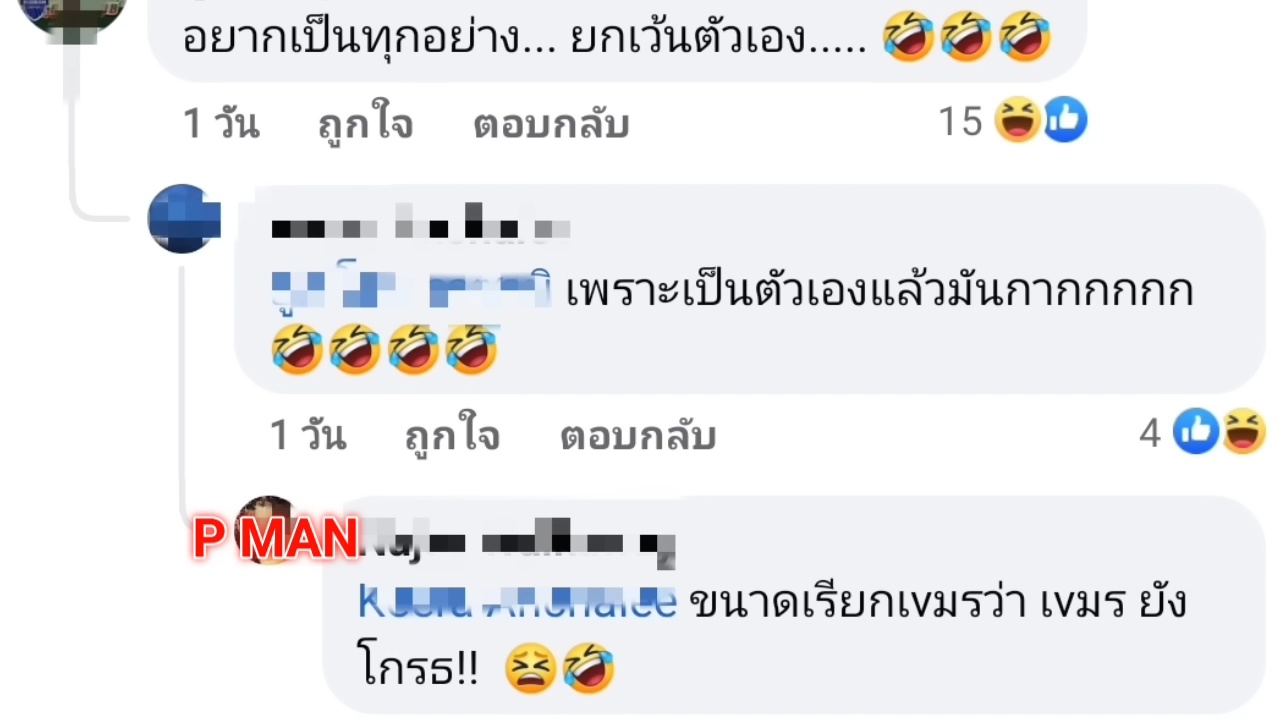 อยากเป็นทุกอย่าง... ยกเว้นตัวเอง..... 🤣🤣🤣
1 วัน ถูกใจ ตอบกลับ 15
เพราะเป็นตัวเองแล้วมันกากกกกก
🤣🤣🤣🤣
1 วัน ถูกใจ ตอบกลับ 4
P MAN
ขนาดเรียกเvมรว่า เvมร ยัง
โกรธ!! 😫🤣